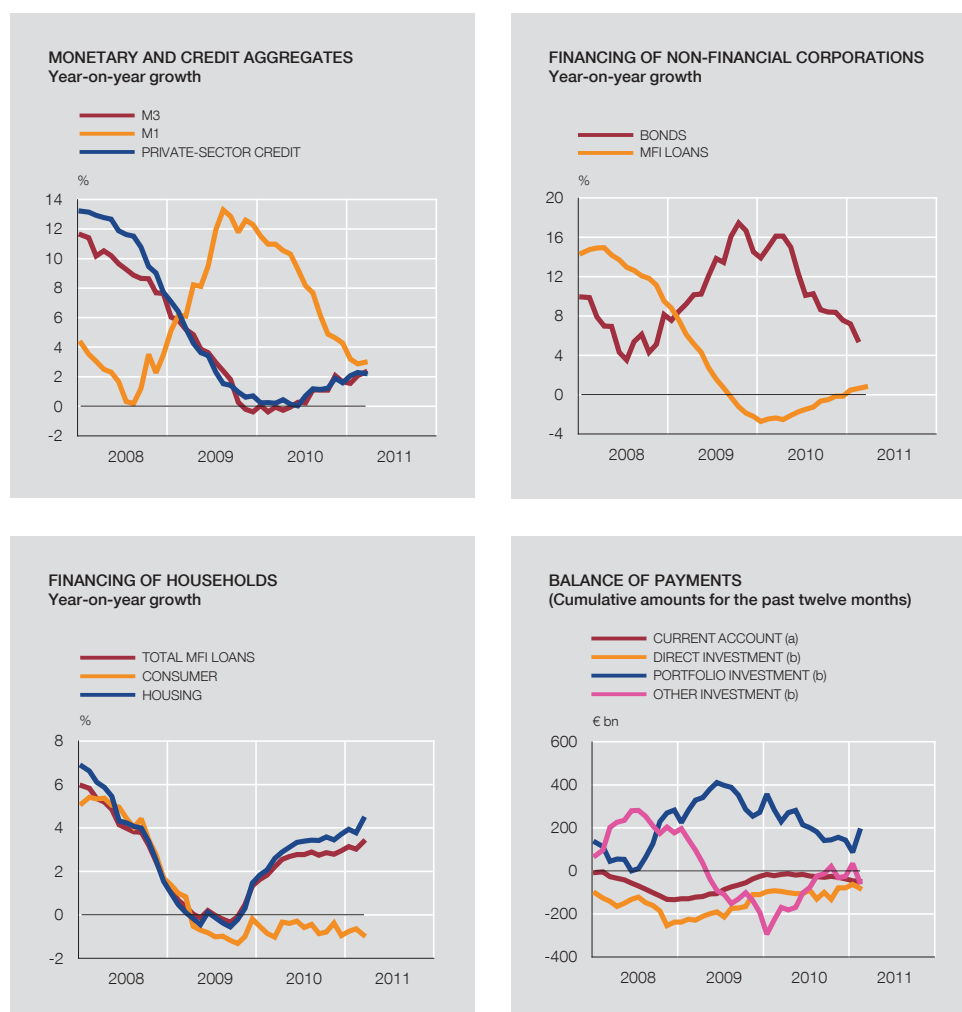 MONETARY AND CREDIT AGGREGATES
Year-on-year growth
M3
M1
PRIVATE-SECTOR CREDIT
%
14
12
10
8
6
4
2
0
-2
2008 2009 2010 2011
FINANCING OF NON-FINANCIAL CORPORATIONS
Year-on-year growth
BONDS
MFI LOANS
%
20
16
12
8
4
0
-4
2008 2009 2010 2011
FINANCING OF HOUSEHOLDS
Year-on-year growth
TOTAL MFI LOANS
CONSUMER
HOUSING
%
8
6
4
2
0
-2
2008 2009 2010 2011
BALANCE OF PAYMENTS
(Cumulative amounts for the past twelve months)
CURRENT ACCOUNT (a)
DIRECT INVESTMENT (b)
PORTFOLIO INVESTMENT (b)
OTHER INVESTMENT (b)
€ bn
600
400
200
0
-200
-400
2008 2009 2010 2011